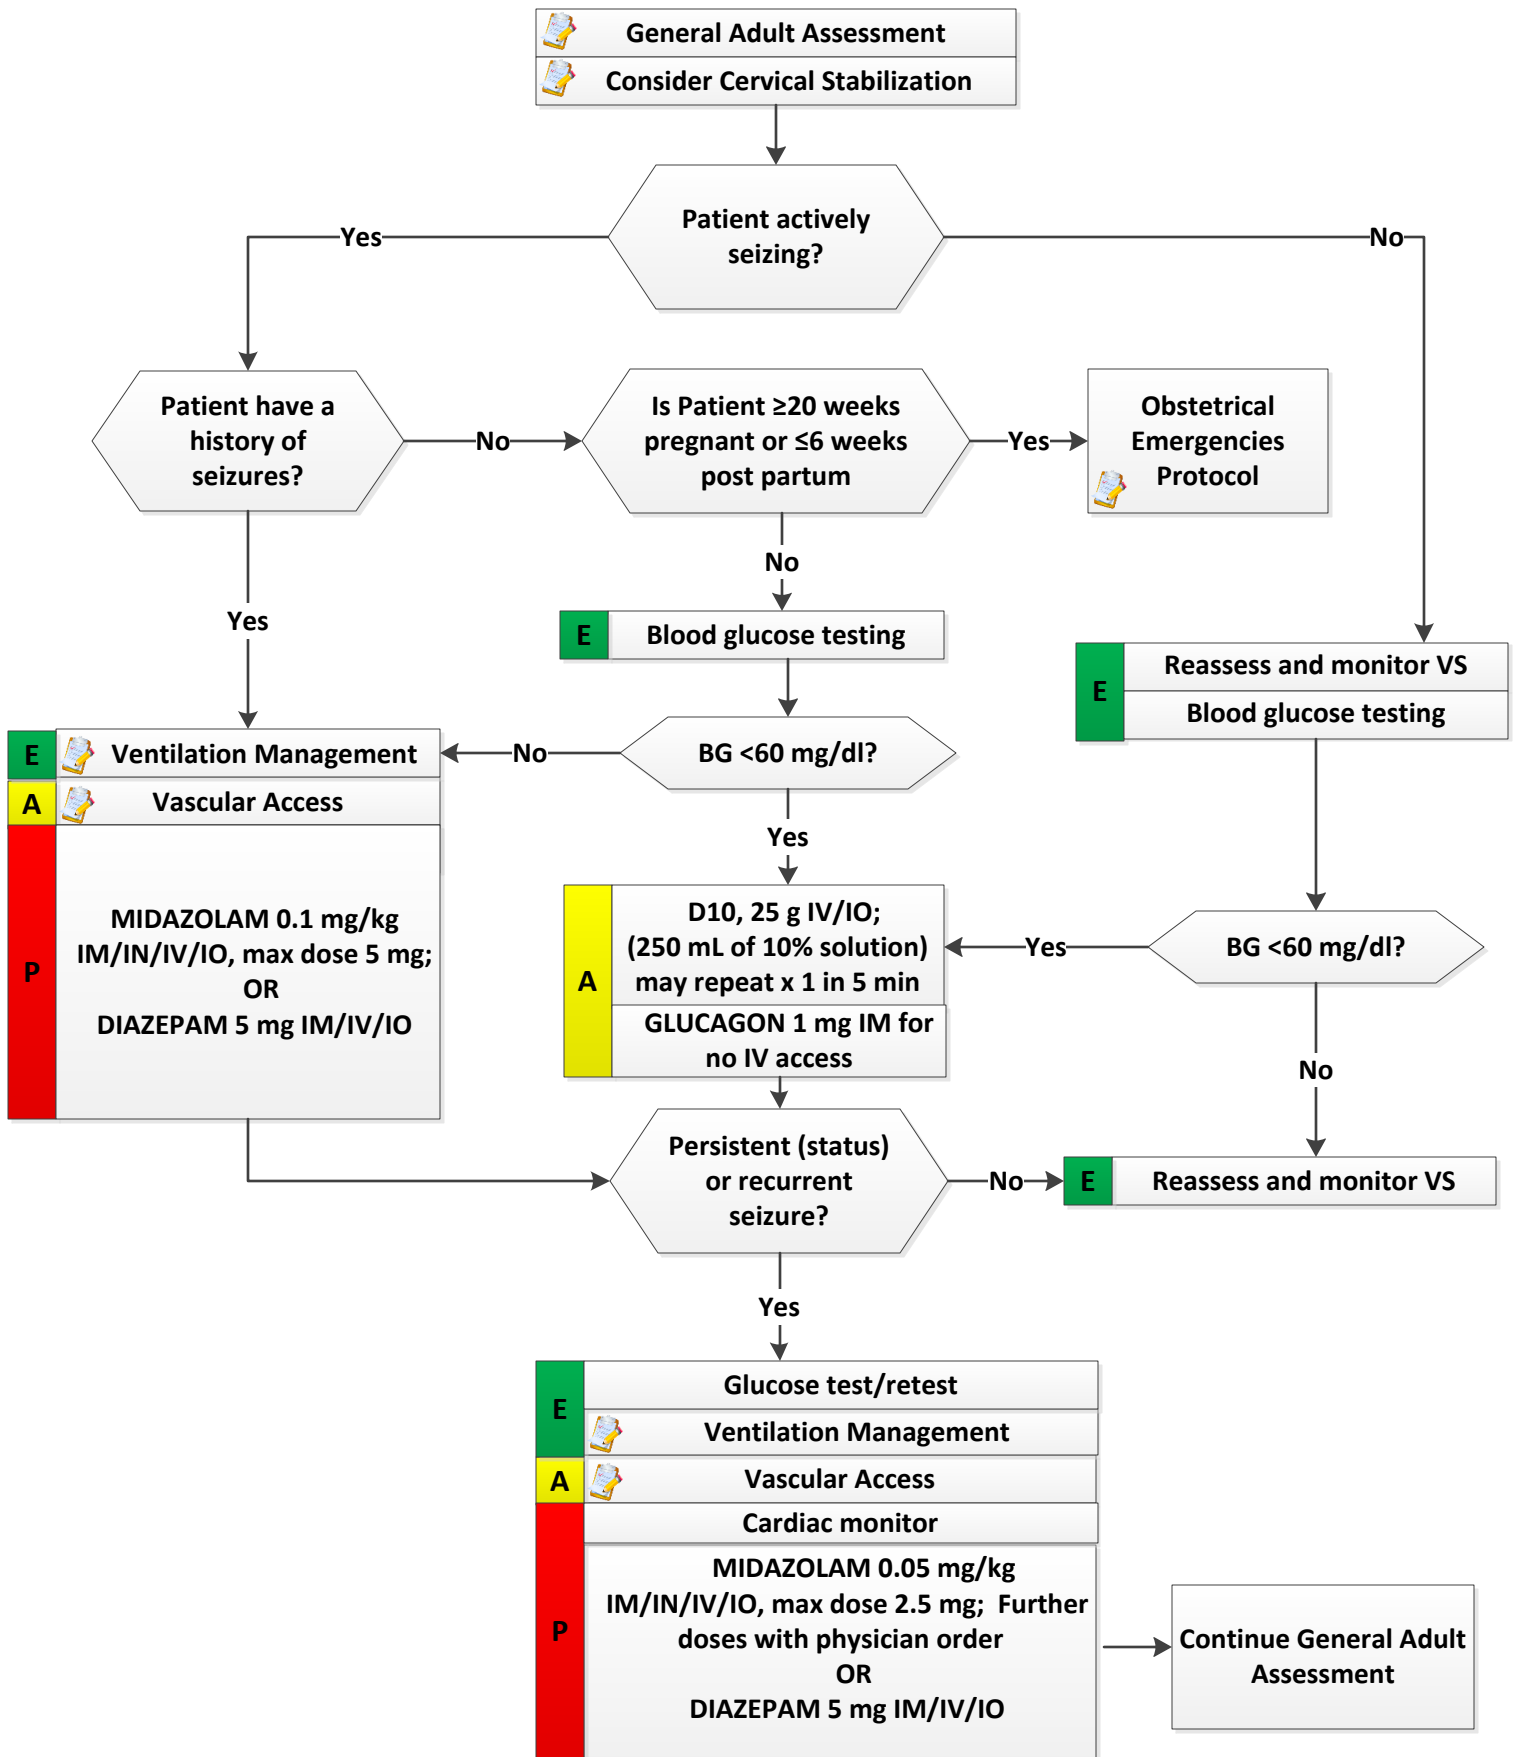 General Adult Assessment
Consider Cervical Stabilization
Patient actively
seizing?
Yes
No
Patient have a
history of
seizures?
No
Is Patient ≥20 weeks
pregnant or ≤6 weeks
post partum
Yes
Obstetrical
Emergencies
Protocol
No
Yes
E
Blood glucose testing
E
Reassess and monitor VS
Blood glucose testing
E
Ventilation Management
No
BG <60 mg/dl?
A
Vascular Access
Yes
P
MIDAZOLAM 0.1 mg/kg
IM/IN/IV/IO, max dose 5 mg;
OR
DIAZEPAM 5 mg IM/IV/IO
A
D10, 25 g IV/IO;
(250 mL of 10% solution)
may repeat x 1 in 5 min
GLUCAGON 1 mg IM for
no IV access
Yes
BG <60 mg/dl?
No
Persistent (status)
or recurrent
seizure?
No
E
Reassess and monitor VS
Yes
E
Glucose test/retest
Ventilation Management
A
Vascular Access
P
Cardiac monitor
MIDAZOLAM 0.05 mg/kg
IM/IN/IV/IO, max dose 2.5 mg;  Further
doses with physician order
OR
DIAZEPAM 5 mg IM/IV/IO
Continue General Adult
Assessment